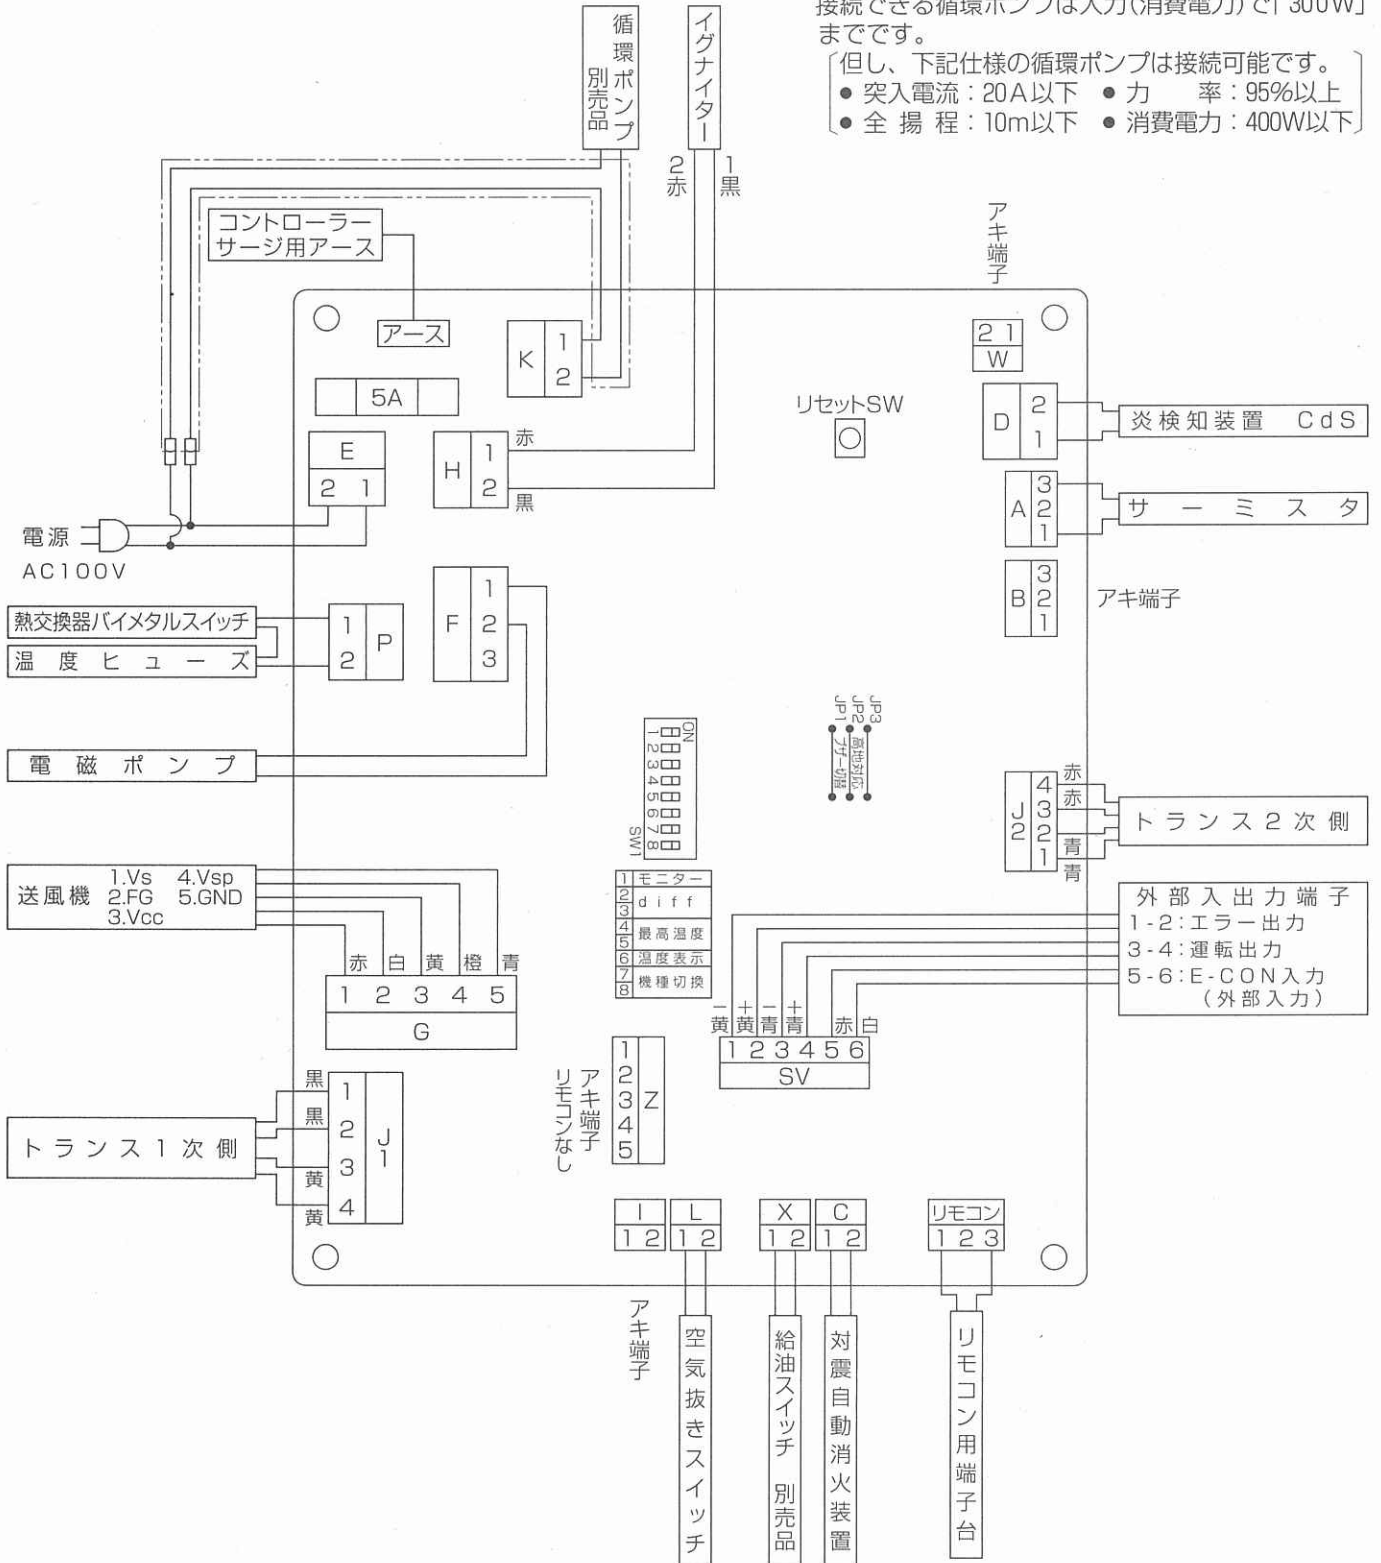 接続できる循環ポンプは入力(消費電力)で「300W」
までです。
但し、下記仕様の循環ポンプは接続可能です。
● 突入電流：20A以下 ● 力　率：95%以上
● 全揚程：10m以下 ● 消費電力：400W以下
循環ポンプ
別売品
イグナイター
2
赤
1
黒
コントローラー
サージ用アース
アース
アキ端子
2 1
W
K
1
2
5A
リセットSW
D
2
1
炎検知装置 CdS
E
2 1
H
1
2
赤
黒
A
3
2
1
サーミスタ
電源
AC100V
B
3
2
1
アキ端子
熱交換器バイメタルスイッチ
温度ヒューズ
1
2
P
F
1
2
3
電磁ポンプ
ON
1
2
3
4
5
6
7
8
SW1
JP3
JP2
JP1
高地対応
ブザー切替
J2
4
3
2
1
赤
赤
青
青
トランス2次側
送風機
1.Vs 4.Vsp
2.FG 5.GND
3.Vcc
赤 白 黄 橙 青
1 2 3 4 5
G
1 モニター
2
3
diff
4
5
最高温度
6 温度表示
7
8
機種切換
外部入出力端子
1-2：エラー出力
3-4：運転出力
5-6：E-CON入力
（外部入力）
− + − +
黄 黄 青 青 赤 白
1 2 3 4 5 6
SV
アキ端子
リモコンなし
1
2
3
4
5
Z
トランス1次側
黒
黒
黄
黄
1
2
3
4
J1
I
1 2
L
1 2
X
1 2
C
1 2
リモコン
1 2 3
アキ端子
空気抜きスイッチ
給油スイッチ 別売品
対震自動消火装置
リモコン用端子台